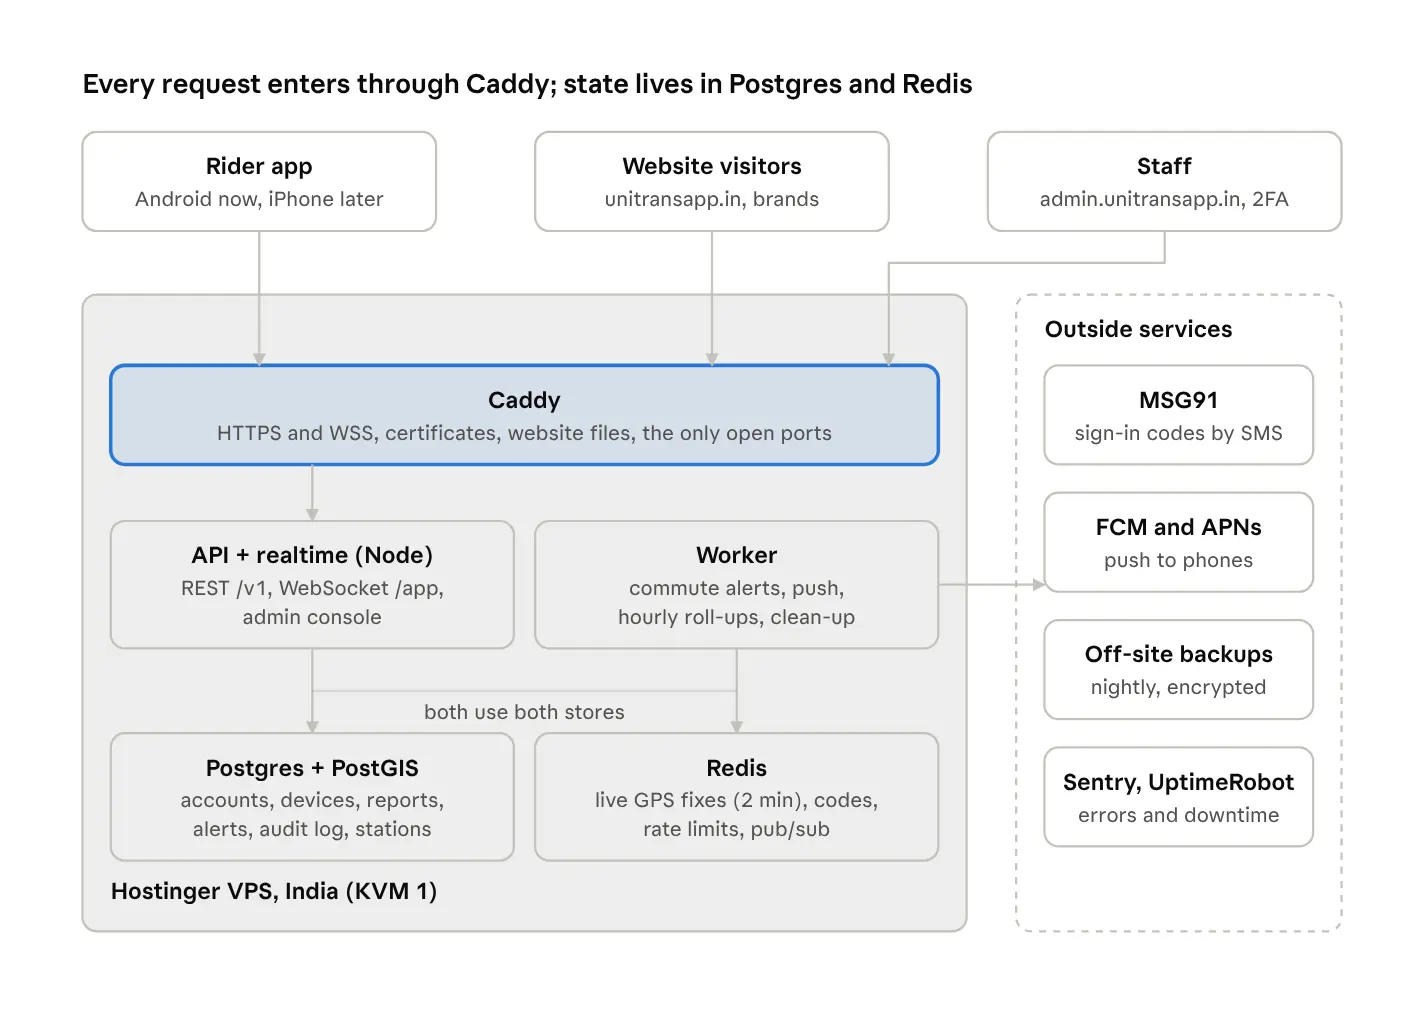 Every request enters through Caddy; state lives in Postgres and Redis
Rider app
Android now, iPhone later
Website visitors
unitransapp.in, brands
Staff
admin.unitransapp.in, 2FA
Caddy
HTTPS and WSS, certificates, website files, the only open ports
API + realtime (Node)
REST /v1, WebSocket /app,
admin console
Worker
commute alerts, push,
hourly roll-ups, clean-up
both use both stores
Postgres + PostGIS
accounts, devices, reports,
alerts, audit log, stations
Redis
live GPS fixes (2 min), codes,
rate limits, pub/sub
Hostinger VPS, India (KVM 1)
Outside services
MSG91
sign-in codes by SMS
FCM and APNs
push to phones
Off-site backups
nightly, encrypted
Sentry, UptimeRobot
errors and downtime